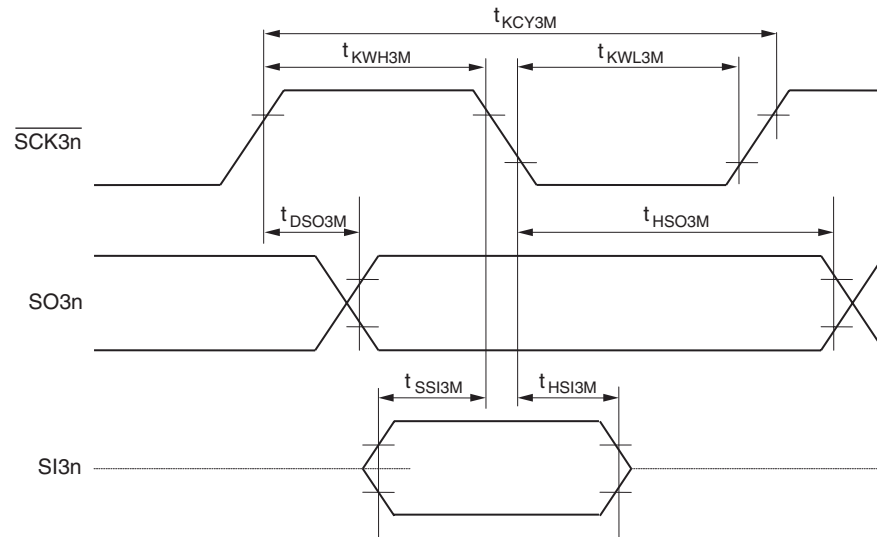 tKCY3M
tKWH3M
tKWL3M
SCK3n
tDSO3M
tHSO3M
SO3n
tSSI3M
tHSI3M
SI3n